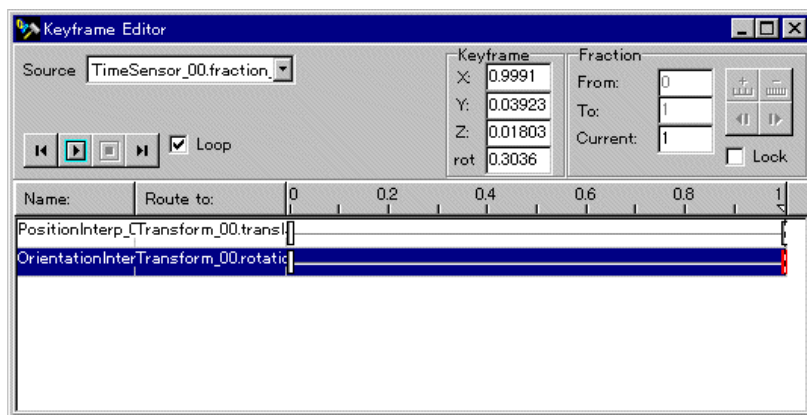 Keyframe Editor
Source TimeSensor_00.fraction_
Keyframe
X: 0.9991
Y: 0.03923
Z: 0.01803
rot 0.3036
Fraction
From: 0
To: 1
Current: 1
Lock
Loop
Name: Route to: 0 0.2 0.4 0.6 0.8 1
PositionInterp_ Transform_00.transl
OrientationInter Transform_00.rotatic